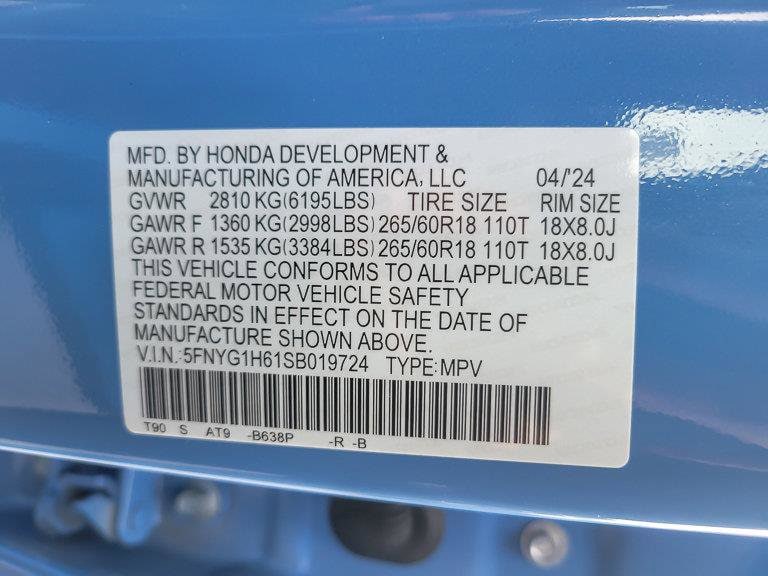 MFD. BY HONDA DEVELOPMENT &
MANUFACTURING OF AMERICA, LLC 04/'24
GVWR 2810 KG(6195LBS) TIRE SIZE RIM SIZE
GAWR F 1360 KG(2998LBS) 265/60R18 110T 18X8.0J
GAWR R 1535 KG(3384LBS) 265/60R18 110T 18X8.0J
THIS VEHICLE CONFORMS TO ALL APPLICABLE
FEDERAL MOTOR VEHICLE SAFETY
STANDARDS IN EFFECT ON THE DATE OF
MANUFACTURE SHOWN ABOVE.
V.I.N.:5FNYG1H61SB019724 TYPE:MPV
T90 S AT9 -B638P -R -B